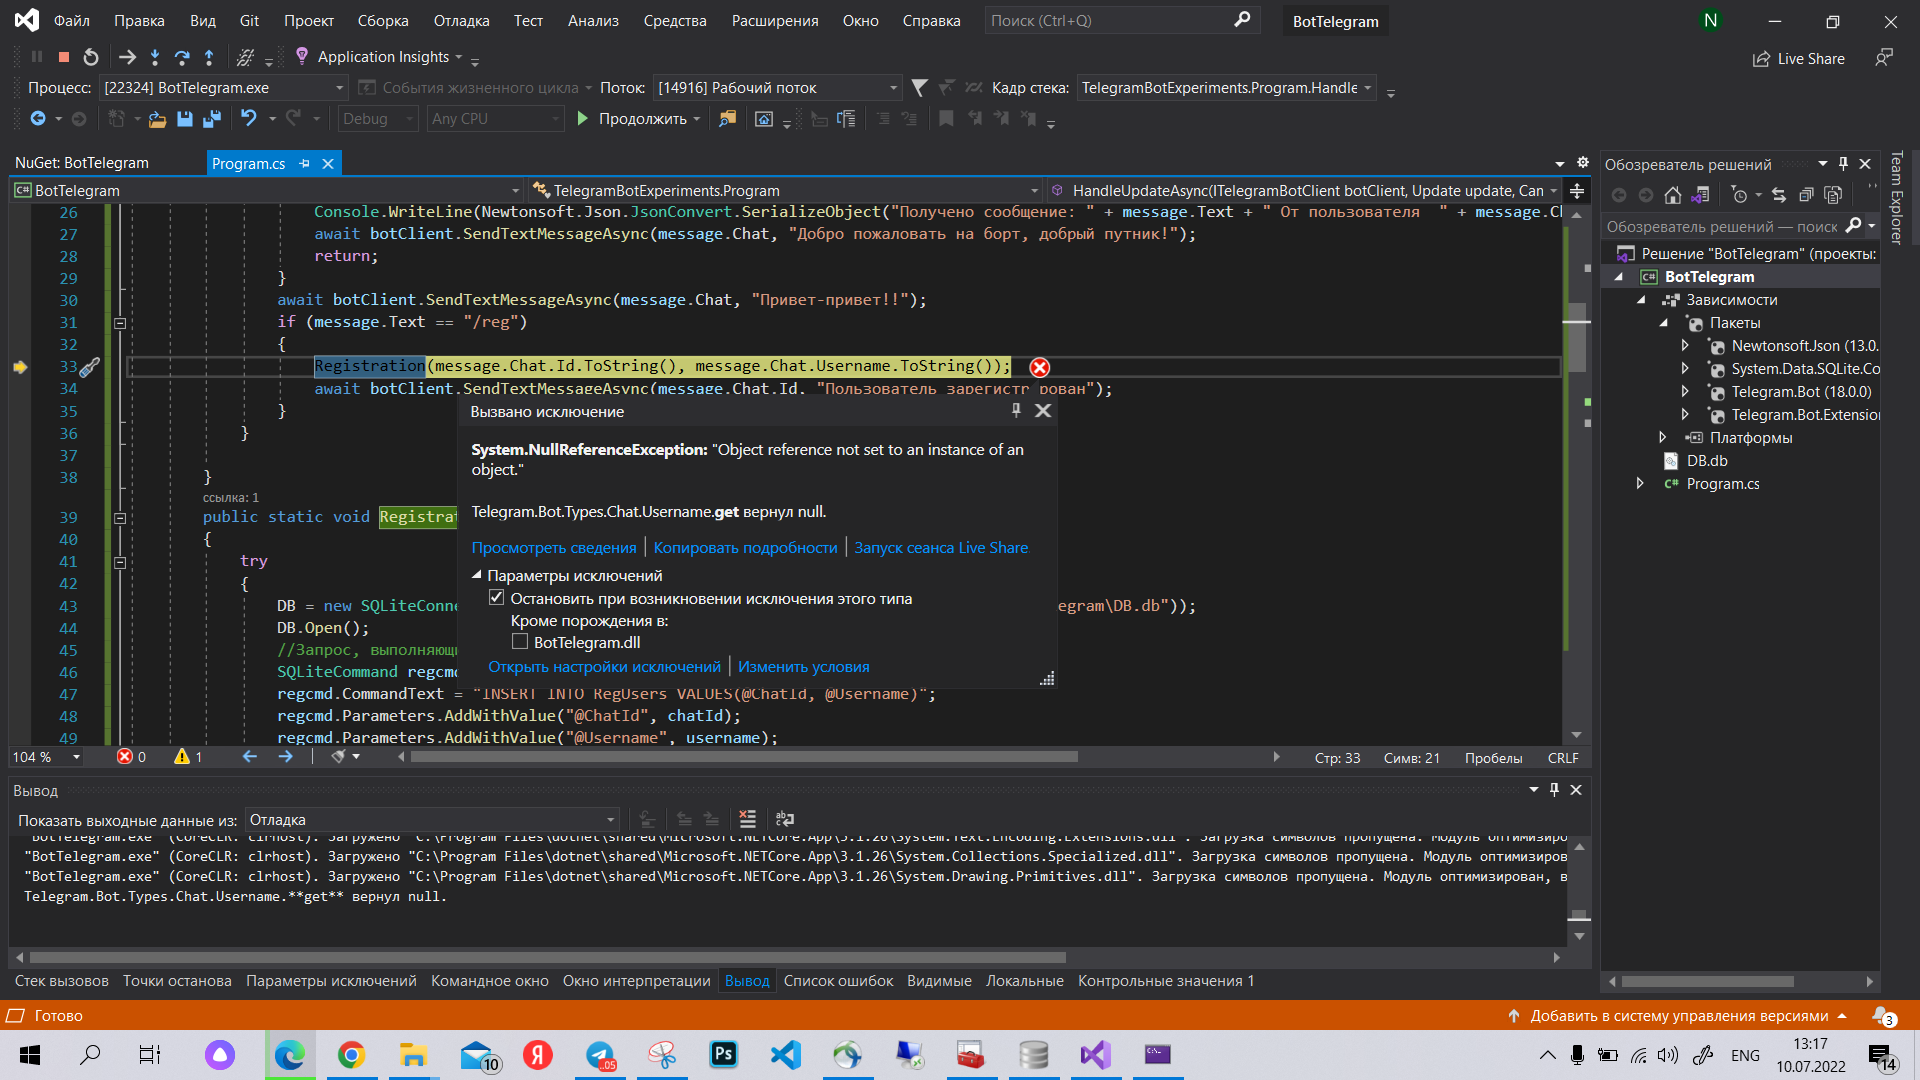 Файл Правка Вид Git Проект Сборка Отладка Тест Анализ Средства Расширения Окно Справка Поиск (Ctrl+Q) BotTelegram N
Application Insights Live Share
Процесс: [22324] BotTelegram.exe События жизненного цикла Поток: [14916] Рабочий поток Кадр стека: TelegramBotExperiments.Program.Handle
Debug Any CPU Продолжить
NuGet: BotTelegram Program.cs
BotTelegram TelegramBotExperiments.Program HandleUpdateAsync(ITelegramBotClient botClient, Update update, Can
26 Console.WriteLine(Newtonsoft.Json.JsonConvert.SerializeObject("Получено сообщение: " + message.Text + " От пользователя  " + message.Ch
27 await botClient.SendTextMessageAsync(message.Chat, "Добро пожаловать на борт, добрый путник!");
28 return;
29 }
30 await botClient.SendTextMessageAsync(message.Chat, "Привет-привет!!");
31 if (message.Text == "/reg")
32 {
33 Registration(message.Chat.Id.ToString(), message.Chat.Username.ToString());
34 await botClient.SendTextMessageAsync(message.Chat.Id, "Пользователь зарегистрирован");
35 }
36 }
37
38 }
ссылка: 1
39 public static void Registrat
40 {
41 try
42 {
43 DB = new SQLiteConne egram\DB.db"));
44 DB.Open();
45 //Запрос, выполняющи
46 SQLiteCommand regcmd
47 regcmd.CommandText = "INSERT INTO RegUsers VALUES(@ChatId, @Username)";
48 regcmd.Parameters.AddWithValue("@ChatId", chatId);
49 regcmd.Parameters.AddWithValue("@Username", username);
Вызвано исключение
System.NullReferenceException: "Object reference not set to an instance of an
object."
Telegram.Bot.Types.Chat.Username.get вернул null.
Просмотреть сведения Копировать подробности Запуск сеанса Live Share
Параметры исключений
Остановить при возникновении исключения этого типа
Кроме порождения в:
BotTelegram.dll
Открыть настройки исключений Изменить условия
104 % 0 1 Стр: 33 Симв: 21 Пробелы CRLF
Обозреватель решений
Обозреватель решений — поиск
Решение "BotTelegram" (проекты:
BotTelegram
Зависимости
Пакеты
Newtonsoft.Json (13.0.
System.Data.SQLite.Co
Telegram.Bot (18.0.0)
Telegram.Bot.Extension
Платформы
DB.db
Program.cs
Team Explorer
Вывод
Показать выходные данные из: Отладка
"BotTelegram.exe" (CoreCLR: clrhost). Загружено "C:\Program Files\dotnet\shared\Microsoft.NETCore.App\3.1.26\System.Text.Encoding.Extensions.dll". Загрузка символов пропущена. Модуль оптимизиро
"BotTelegram.exe" (CoreCLR: clrhost). Загружено "C:\Program Files\dotnet\shared\Microsoft.NETCore.App\3.1.26\System.Collections.Specialized.dll". Загрузка символов пропущена. Модуль оптимизиров
"BotTelegram.exe" (CoreCLR: clrhost). Загружено "C:\Program Files\dotnet\shared\Microsoft.NETCore.App\3.1.26\System.Drawing.Primitives.dll". Загрузка символов пропущена. Модуль оптимизирован, в
Telegram.Bot.Types.Chat.Username.**get** вернул null.
Стек вызовов Точки останова Параметры исключений Командное окно Окно интерпретации Вывод Список ошибок Видимые Локальные Контрольные значения 1
Готово Добавить в систему управления версиями 3
10 Я ..05 Ps ENG 13:17
10.07.2022 14